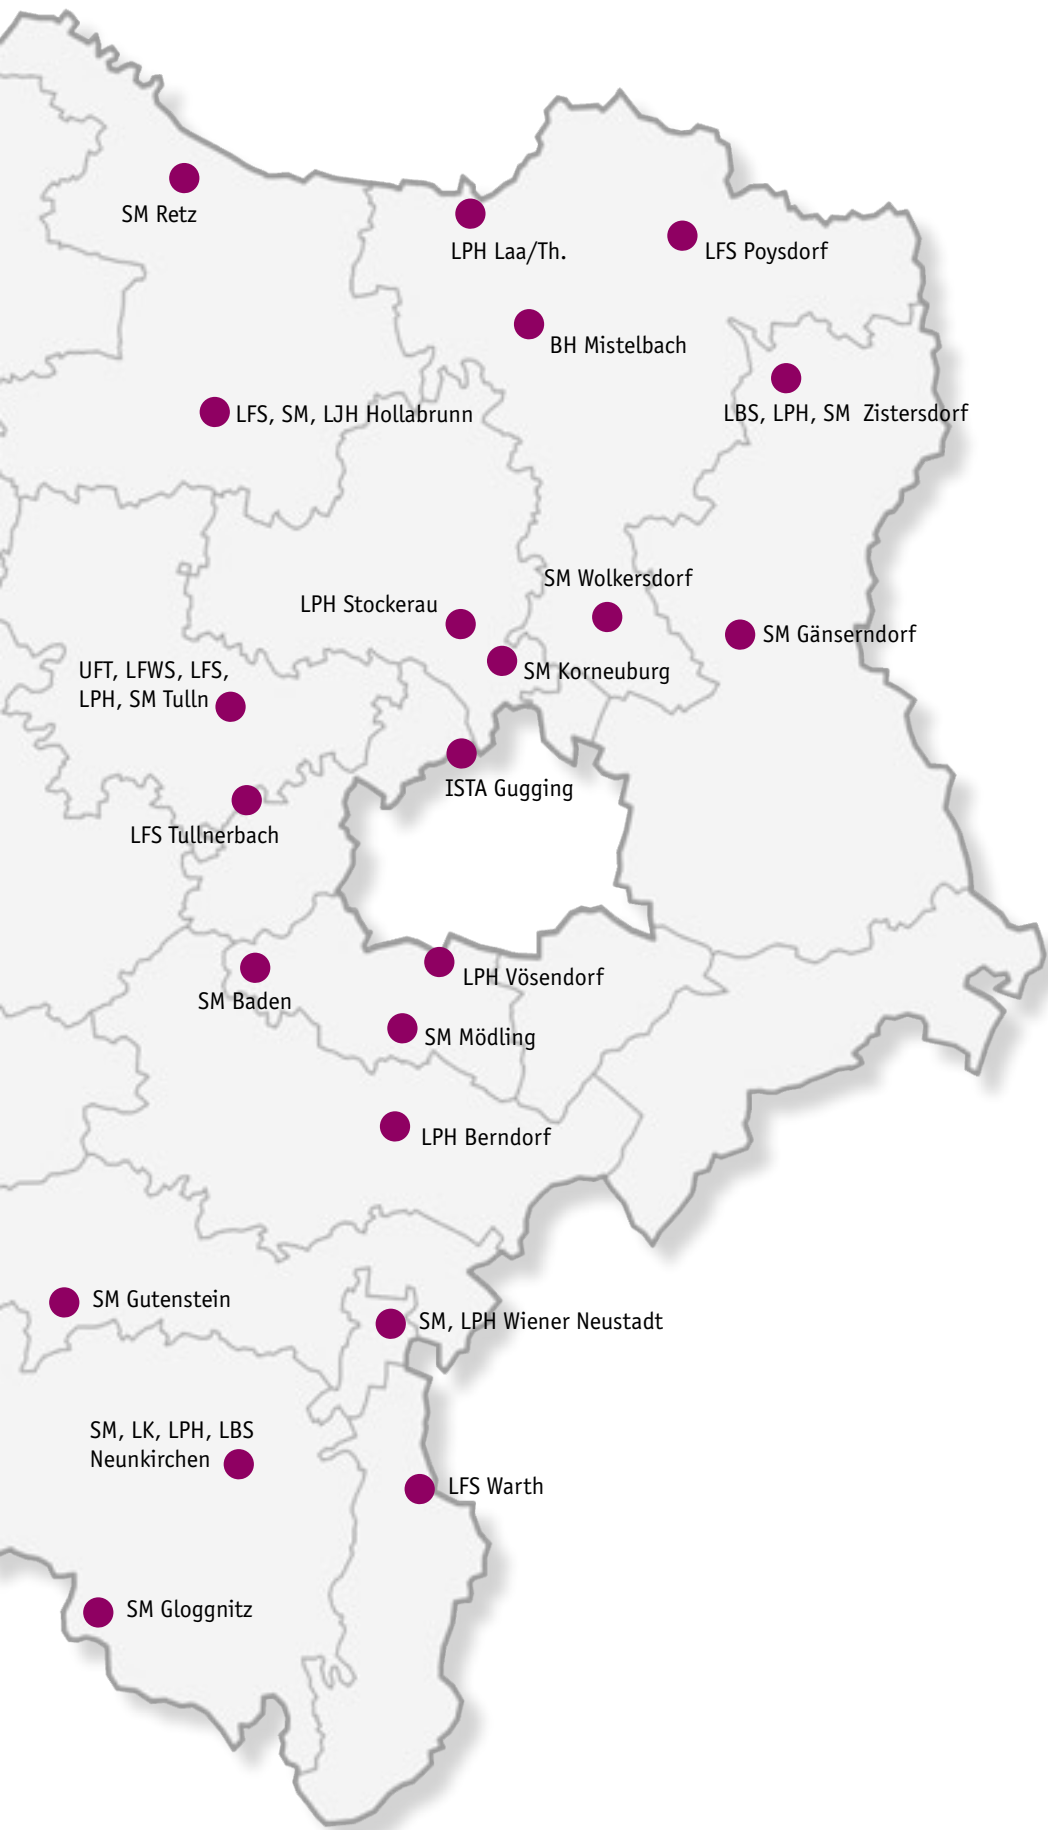 SM Retz
LPH Laa/Th.
LFS Poysdorf
BH Mistelbach
LBS, LPH, SM  Zistersdorf
LFS, SM, LJH Hollabrunn
SM Wolkersdorf
LPH Stockerau
SM Gänserndorf
SM Korneuburg
UFT, LFWS, LFS,
LPH, SM Tulln
ISTA Gugging
LFS Tullnerbach
LPH Vösendorf
SM Baden
SM Mödling
LPH Berndorf
SM Gutenstein
SM, LPH Wiener Neustadt
SM, LK, LPH, LBS
Neunkirchen
LFS Warth
SM Gloggnitz